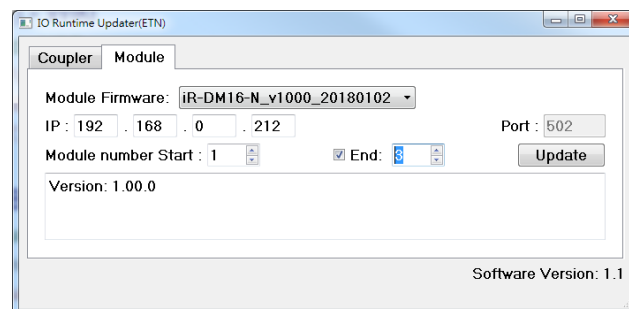 IO Runtime Updater(ETN)
Coupler Module
Module Firmware: iR-DM16-N_v1000_20180102
IP : 192 . 168 . 0 . 212 Port : 502
Module number Start : 1 End: 3 Update
Version: 1.00.0
Software Version: 1.1